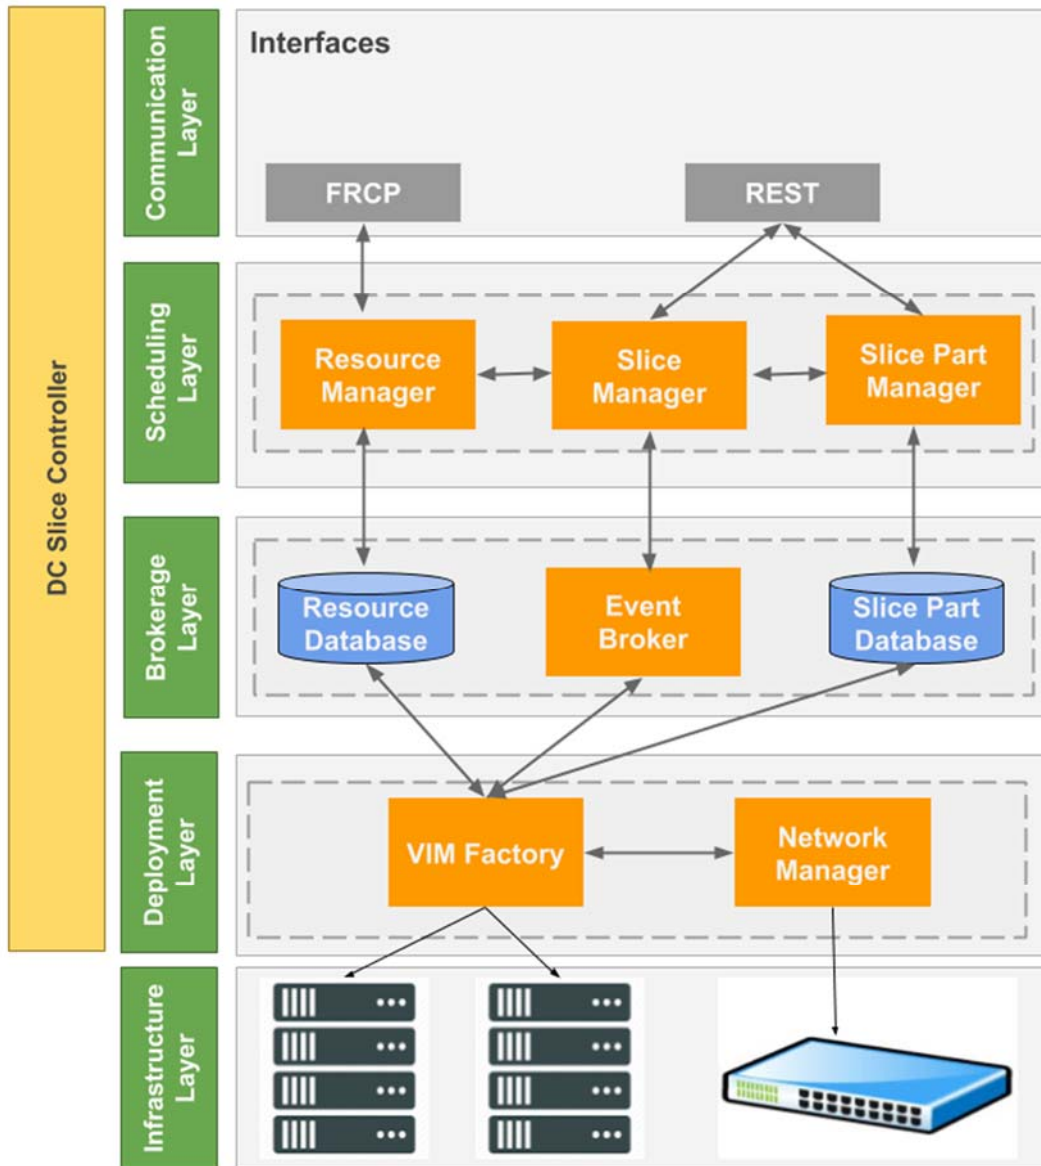 DC Slice Controller
Communication
Layer
Interfaces
FRCP
REST
Scheduling
Layer
Resource
Manager
Slice
Manager
Slice Part
Manager
Brokerage
Layer
Resource
Database
Event
Broker
Slice Part
Database
Deployment
Layer
VIM Factory
Network
Manager
Infrastructure
Layer